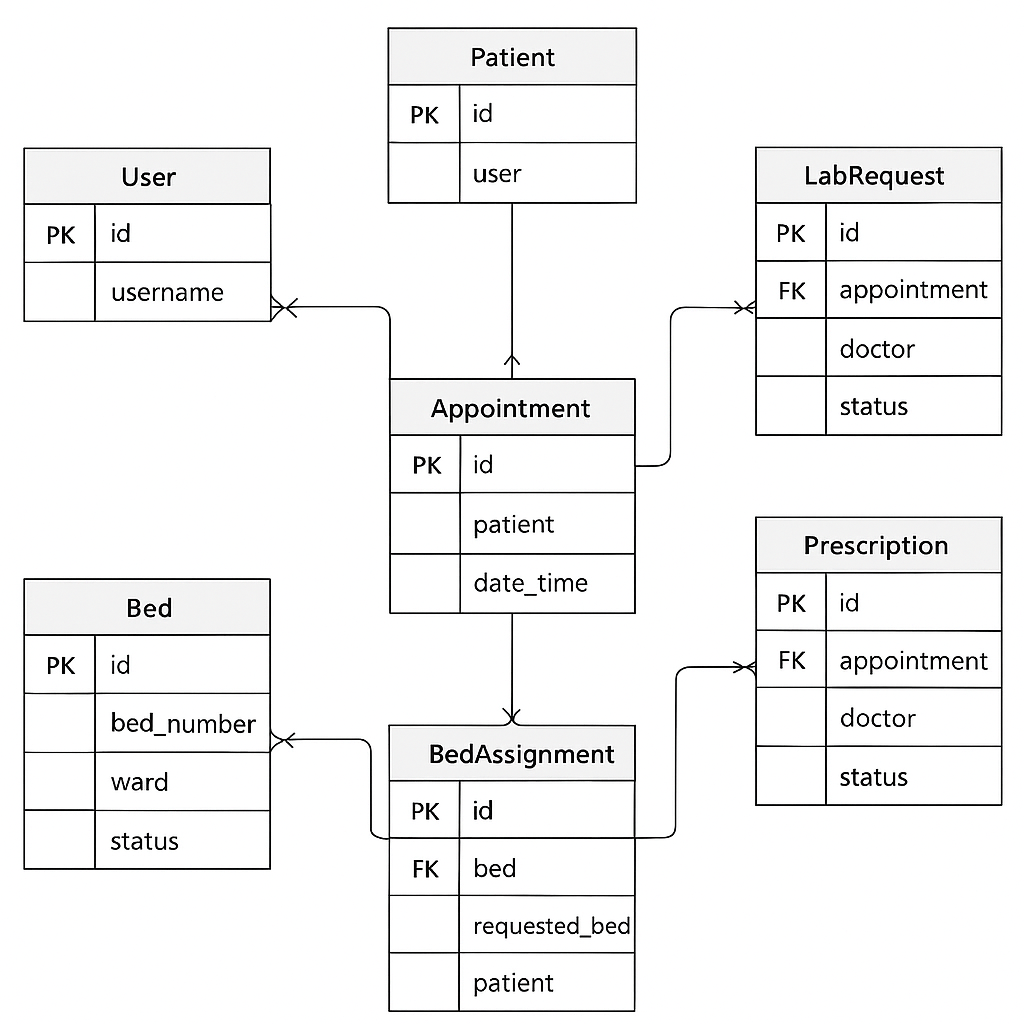 Patient
PK id
user
User
PK id
username
LabRequest
PK id
FK appointment
doctor
status
Appointment
PK id
patient
date_time
Prescription
PK id
FK appointment
doctor
status
Bed
PK id
bed_number
ward
status
BedAssignment
PK id
FK bed
requested_bed
patient